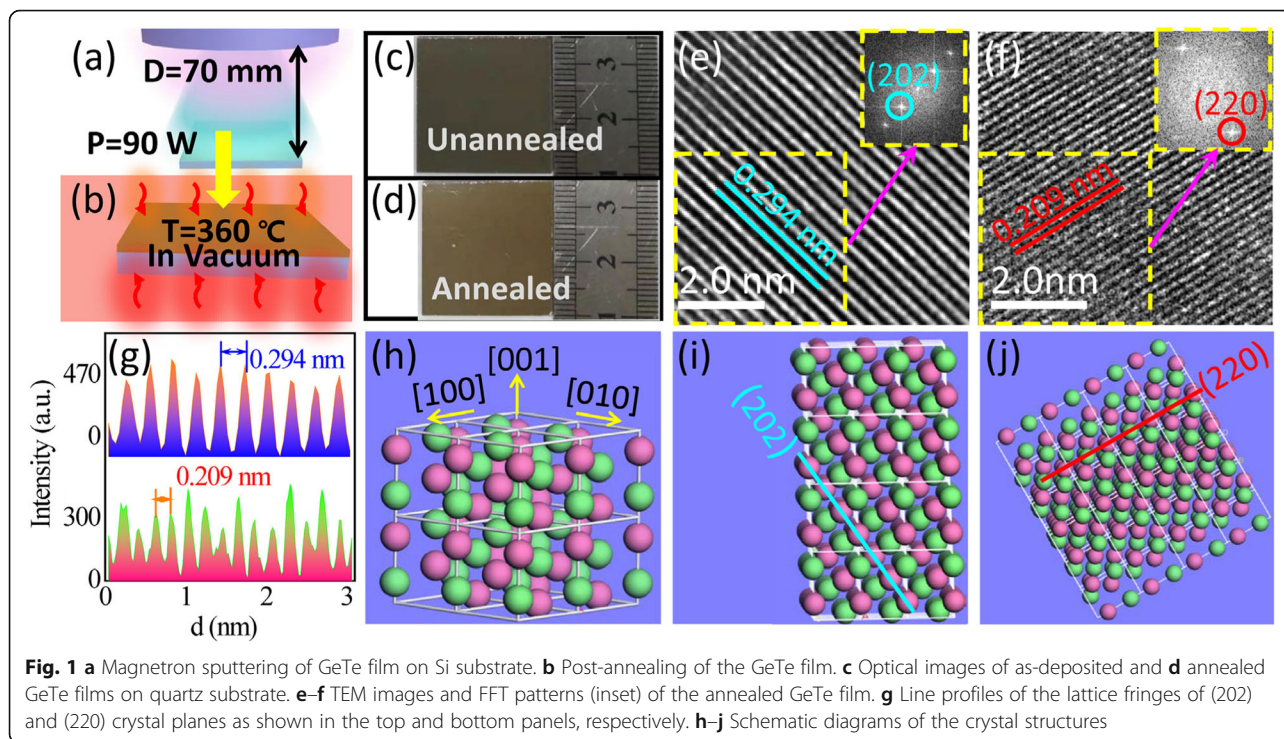 (a)
D=70 mm
P=90 W
(b)
T=360 ℃
In Vacuum
(c)
Unannealed
3
2
(d)
Annealed
3
2
(e)
(202)
0.294 nm
2.0 nm
(f)
(220)
0.209 nm
2.0nm
(g)
0.294 nm
470
0
0.209 nm
300
0
Intensity (a.u.)
0 1 2 3
d (nm)
(h)
[001]
[100]
[010]
(i)
(202)
(j)
(220)
Fig. 1 a Magnetron sputtering of GeTe film on Si substrate. b Post-annealing of the GeTe film. c Optical images of as-deposited and d annealed
GeTe films on quartz substrate. e–f TEM images and FFT patterns (inset) of the annealed GeTe film. g Line profiles of the lattice fringes of (202)
and (220) crystal planes as shown in the top and bottom panels, respectively. h–j Schematic diagrams of the crystal structures